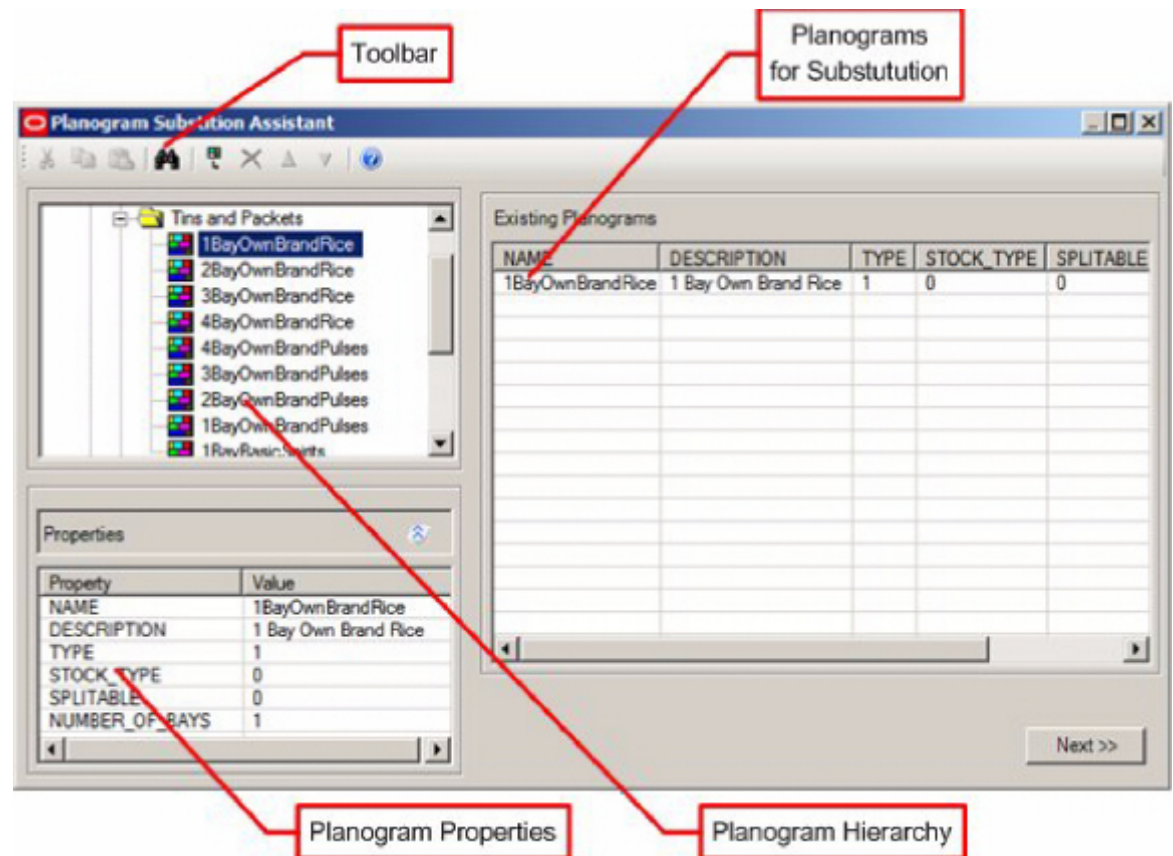 Toolbar
Planograms
for Substutution
Planogram Substition Assistant
Tins and Packets
1BayOwnBrandRice
2BayOwnBrandRice
3BayOwnBrandRice
4BayOwnBrandRice
4BayOwnBrandPulses
3BayOwnBrandPulses
2BayOwnBrandPulses
1BayOwnBrandPulses
1BayBasicSpirits
Existing Planograms
NAME DESCRIPTION TYPE STOCK_TYPE SPLITABLE
1BayOwnBrandRice 1 Bay Own Brand Rice 1 0 0
Properties
Property Value
NAME 1BayOwnBrandRice
DESCRIPTION 1 Bay Own Brand Rice
TYPE 1
STOCK_TYPE 0
SPLITABLE 0
NUMBER_OF_BAYS 1
Next >>
Planogram Properties
Planogram Hierarchy